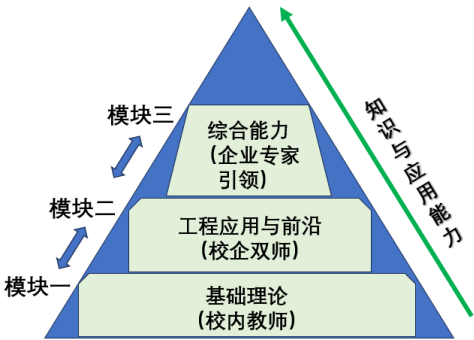 模块三
综合能力
（企业专家
引领）
模块二
工程应用与前沿
（校企双师）
模块一
基础理论
（校内教师）
知识与应用能力